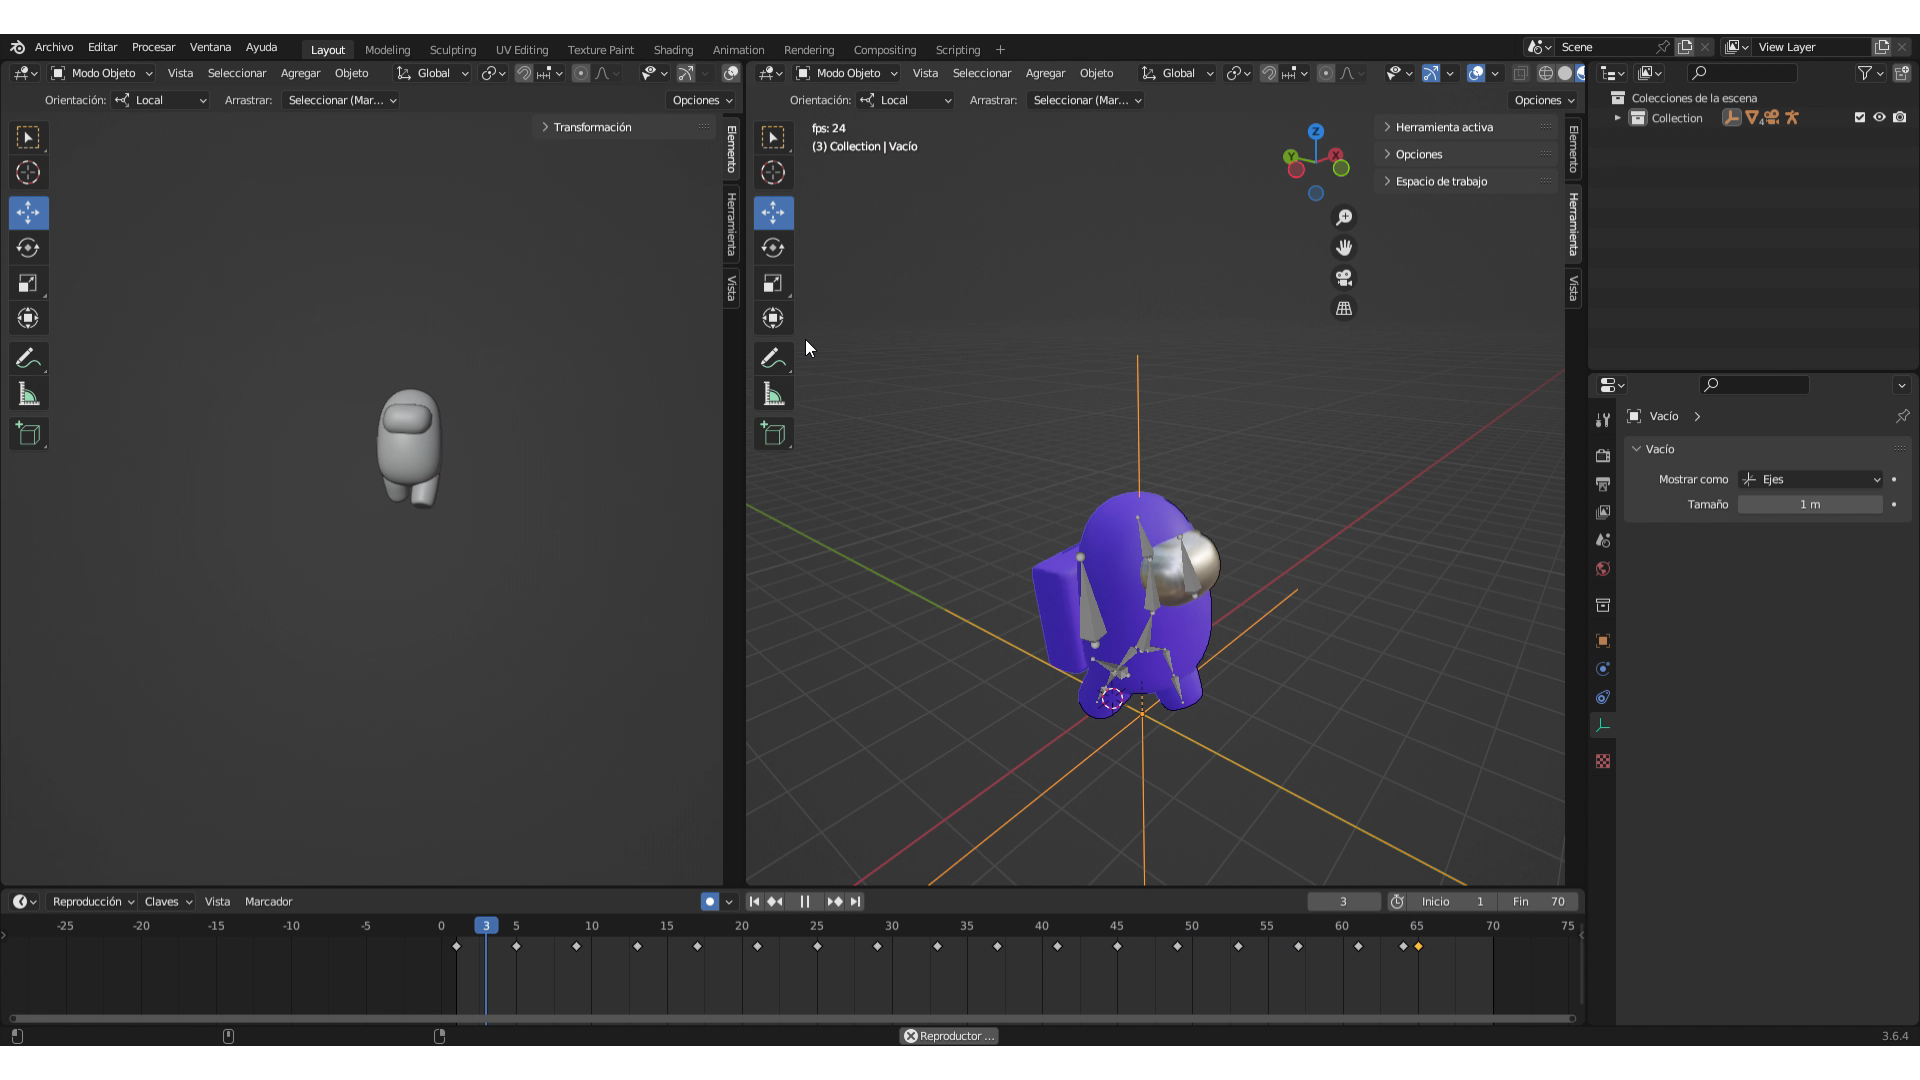 Archivo Editar Procesar Ventana Ayuda Layout Modeling Sculpting UV Editing Texture Paint Shading Animation Rendering Compositing Scripting + Scene View Layer
Modo Objeto Vista Seleccionar Agregar Objeto Global
Modo Objeto Vista Seleccionar Agregar Objeto Global
Orientación: Local Arrastrar: Seleccionar (Mar... Opciones
Orientación: Local Arrastrar: Seleccionar (Mar... Opciones
Transformación
Elemento
Herramienta
Vista
fps: 24
(3) Collection | Vacío
Z
Y
X
Herramienta activa
Opciones
Espacio de trabajo
Elemento
Herramienta
Vista
Colecciones de la escena
Collection 4
Vacío
Vacío
Mostrar como Ejes
Tamaño 1 m
Reproducción Claves Vista Marcador 3 Inicio 1 Fin 70
-25 -20 -15 -10 -5 0 3 5 10 15 20 25 30 35 40 45 50 55 60 65 70 75
Reproductor ...
3.6.4